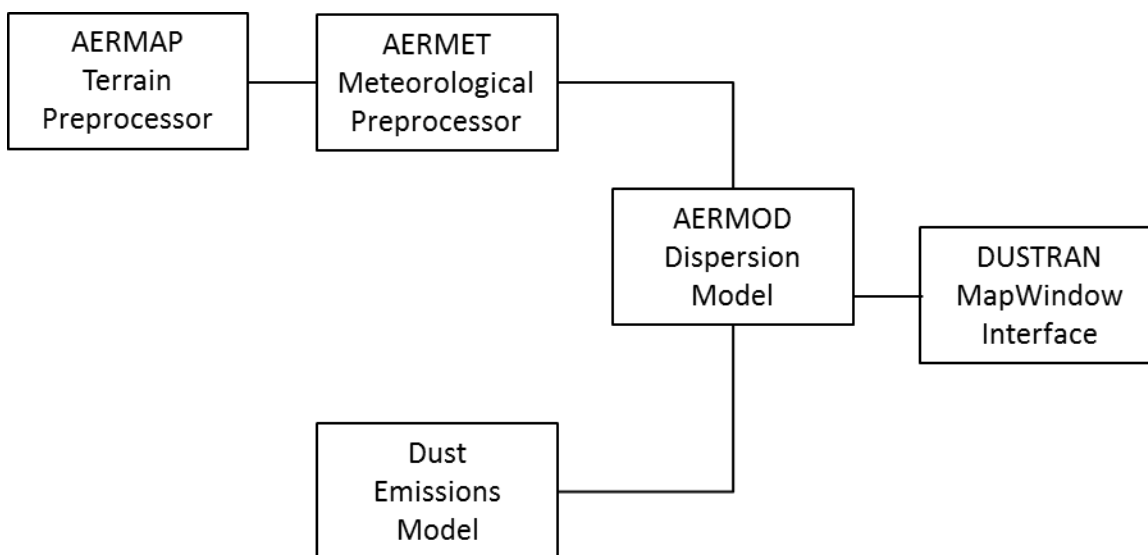 AERMAP
Terrain
Preprocessor
AERMET
Meteorological
Preprocessor
AERMOD
Dispersion
Model
DUSTRAN
MapWindow
Interface
Dust
Emissions
Model